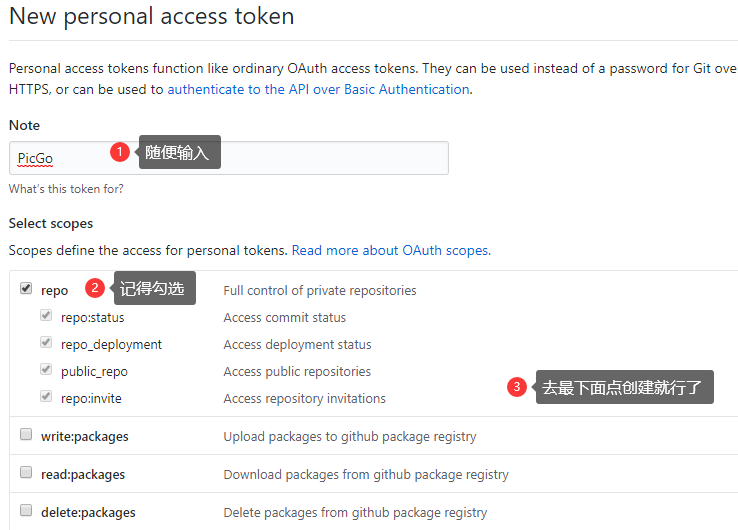 New personal access token
Personal access tokens function like ordinary OAuth access tokens. They can be used instead of a password for Git ove
HTTPS, or can be used to authenticate to the API over Basic Authentication.
Note
PicGo
1 随便输入
What's this token for?
Select scopes
Scopes define the access for personal tokens. Read more about OAuth scopes.
repo 2 记得勾选 Full control of private repositories
repo:status Access commit status
repo_deployment Access deployment status
public_repo Access public repositories
3 去最下面点创建就行了
repo:invite Access repository invitations
write:packages Upload packages to github package registry
read:packages Download packages from github package registry
delete:packages Delete packages from github package registry